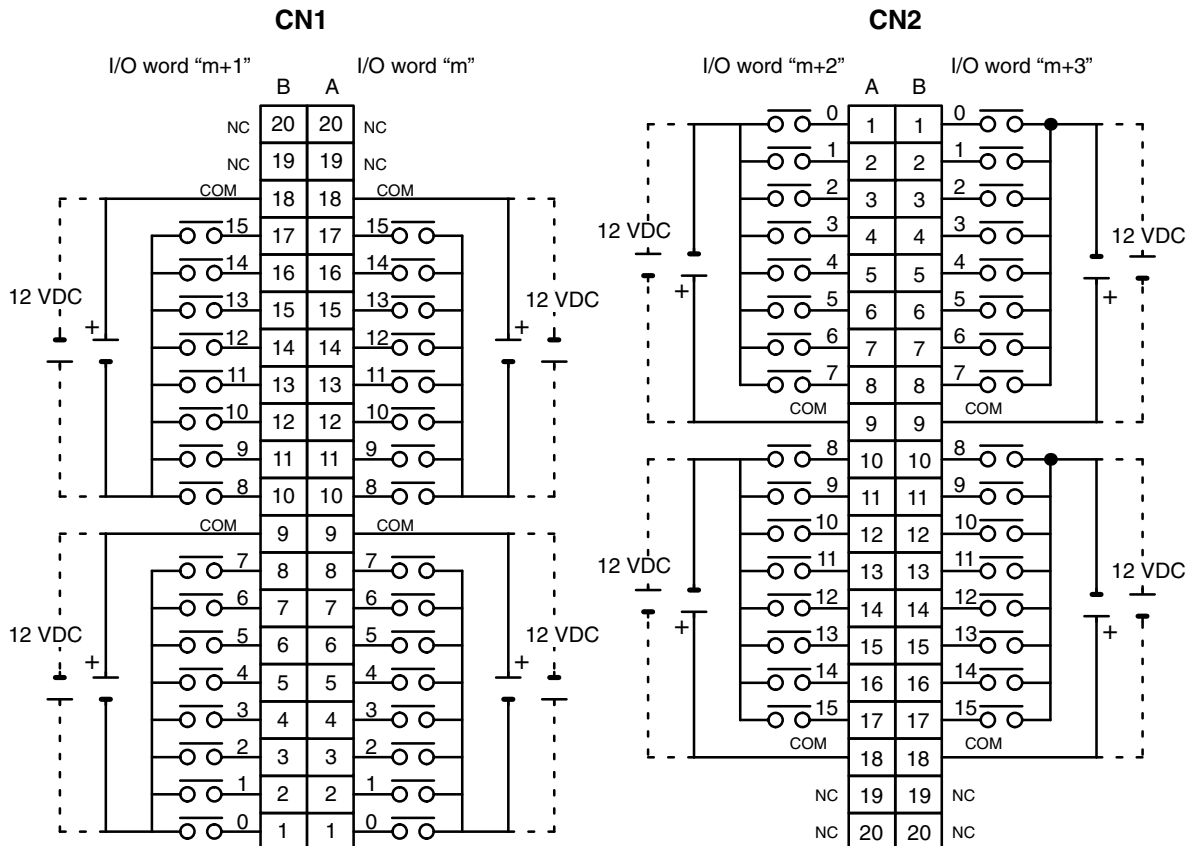 CN1
CN2
I/O word “m+1”
I/O word “m”
B A
NC 20 20 NC
NC 19 19 NC
COM 18 18 COM
15 17 17 15
14 16 16 14
13 15 15 13
12 VDC
12 VDC
+ 12 14 14 12 +
11 13 13 11
10 12 12 10
9 11 11 9
8 10 10 8
COM 9 9 COM
7 8 8 7
6 7 7 6
12 VDC 5 6 6 5 12 VDC
+ 4 5 5 4 +
3 4 4 3
2 3 3 2
1 2 2 1
0 1 1 0
I/O word “m+2”
I/O word “m+3”
A B
0 1 1 0
1 2 2 1
2 3 3 2
12 VDC 3 4 4 3 12 VDC
4 5 5 4
+ 5 6 6 5 +
6 7 7 6
7 8 8 7
COM 9 9 COM
8 10 10 8
9 11 11 9
10 12 12 10
12 VDC 11 13 13 11 12 VDC
12 14 14 12
+ 13 15 15 13 +
14 16 16 14
15 17 17 15
COM 18 18 COM
NC 19 19 NC
NC 20 20 NC